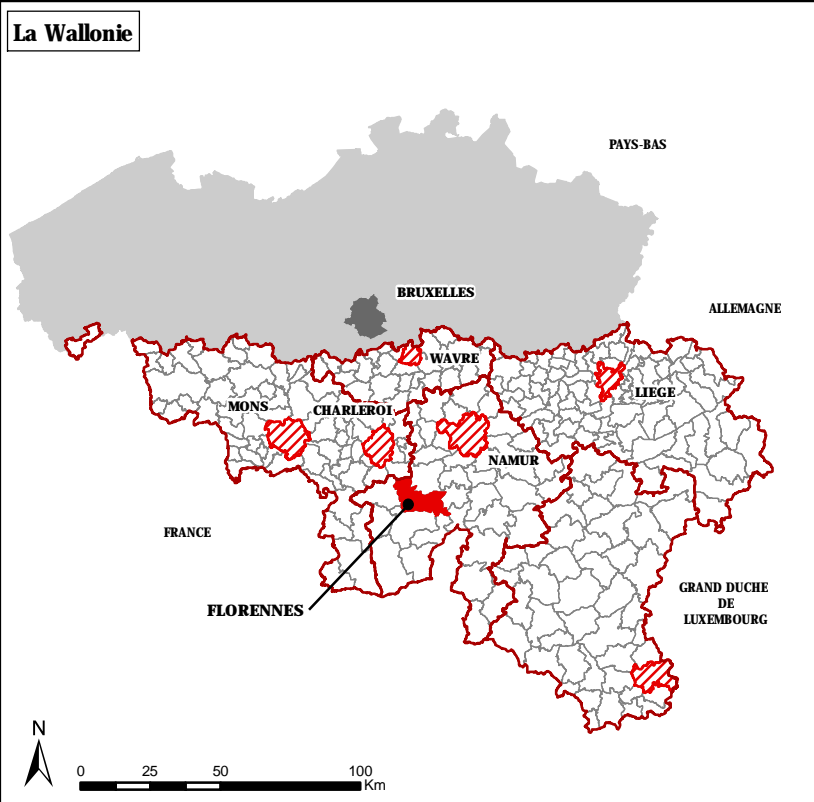 La Wallonie
PAYS-BAS
BRUXELLES
ALLEMAGNE
WAVRE
LIEGE
MONS
CHARLEROI
NAMUR
FRANCE
GRAND DUCHE
DE
LUXEMBOURG
FLORENNES
N
0 25 50 100
Km